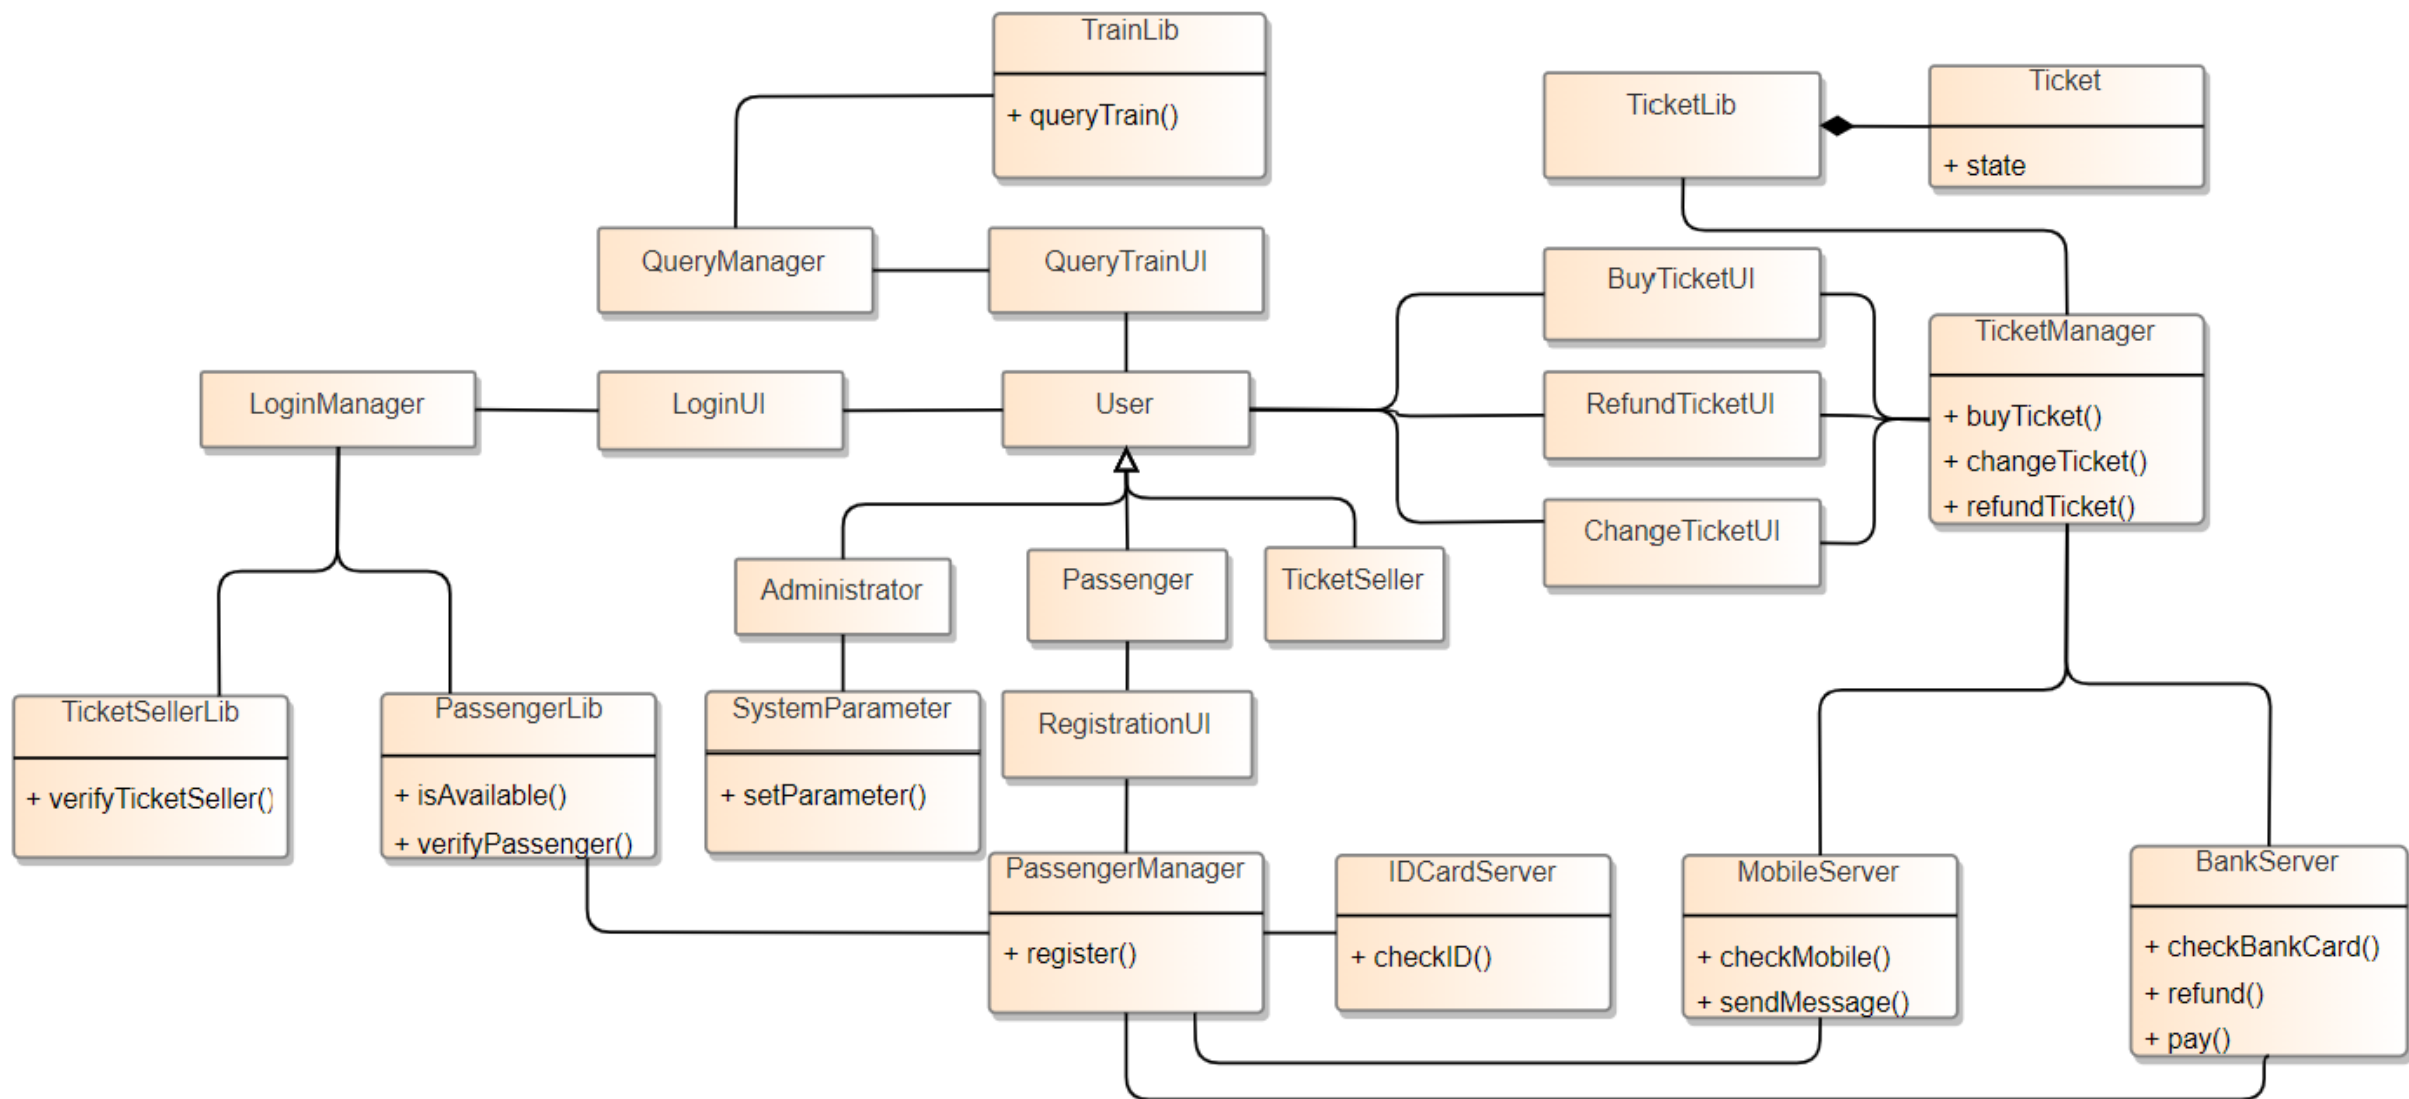 TrainLib
+ queryTrain()
TicketLib
Ticket
+ state
QueryManager
QueryTrainUI
BuyTicketUI
TicketManager
+ buyTicket()
+ changeTicket()
+ refundTicket()
LoginManager
LoginUI
User
RefundTicketUI
ChangeTicketUI
Administrator
Passenger
TicketSeller
TicketSellerLib
+ verifyTicketSeller()
PassengerLib
+ isAvailable()
+ verifyPassenger()
SystemParameter
+ setParameter()
RegistrationUI
PassengerManager
+ register()
IDCardServer
+ checkID()
MobileServer
+ checkMobile()
+ sendMessage()
BankServer
+ checkBankCard()
+ refund()
+ pay()